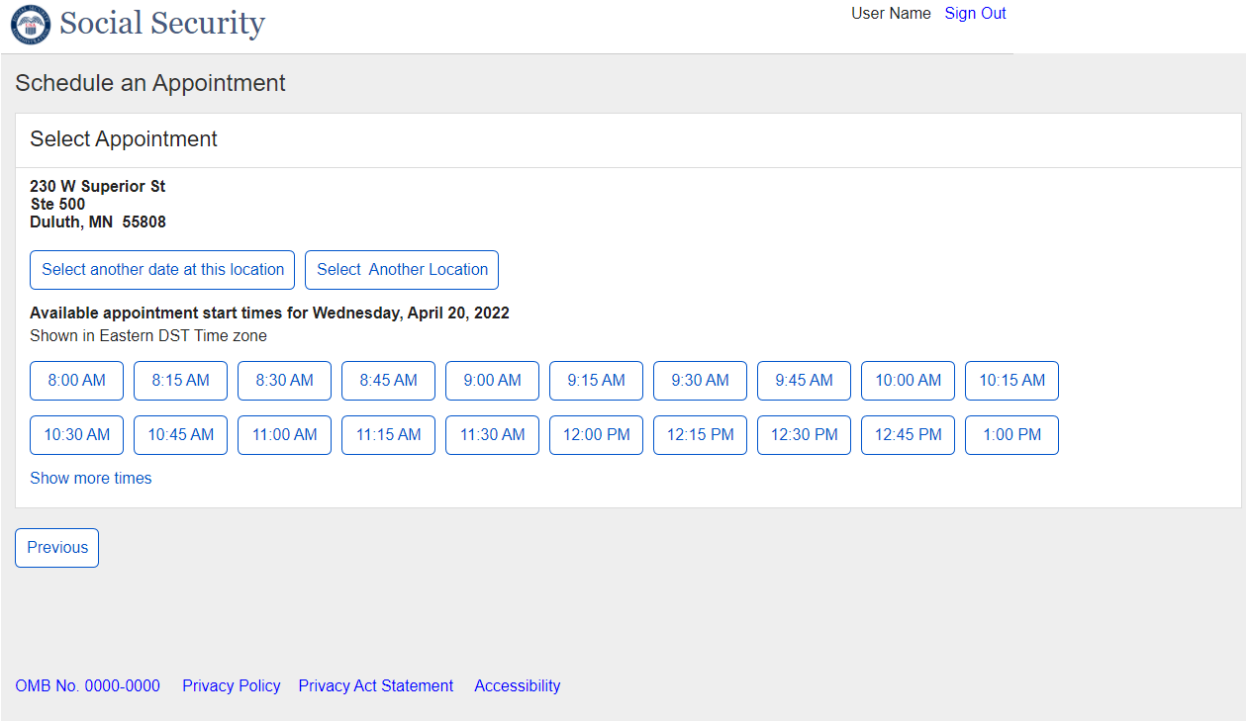 Social Security
User Name Sign Out
Schedule an Appointment
Select Appointment
230 W Superior St
Ste 500
Duluth, MN 55808
Select another date at this location Select Another Location
Available appointment start times for Wednesday, April 20, 2022
Shown in Eastern DST Time zone
8:00 AM 8:15 AM 8:30 AM 8:45 AM 9:00 AM 9:15 AM 9:30 AM 9:45 AM 10:00 AM 10:15 AM
10:30 AM 10:45 AM 11:00 AM 11:15 AM 11:30 AM 12:00 PM 12:15 PM 12:30 PM 12:45 PM 1:00 PM
Show more times
Previous
OMB No. 0000-0000 Privacy Policy Privacy Act Statement Accessibility